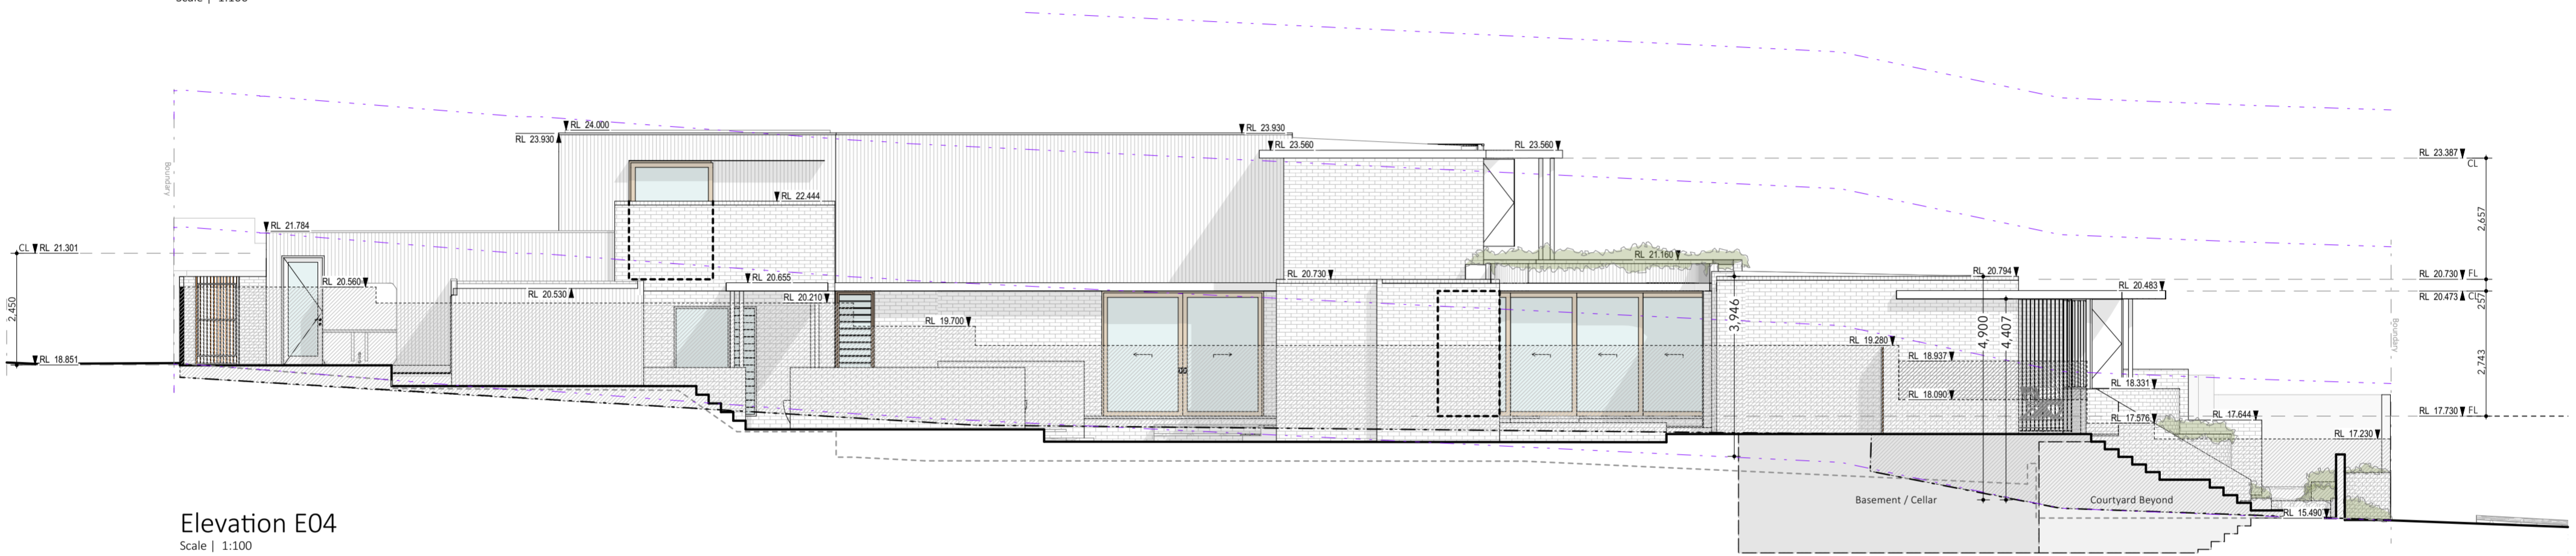 Scale | 1:100
RL 24.000
RL 23.930
RL 23.930
RL 23.560
RL 23.560
RL 23.387
CL
Boundary
RL 22.444
2,657
RL 21.784
CL RL 21.301
RL 21.160
RL 20.560
RL 20.530
RL 20.655
RL 20.730
RL 20.794
RL 20.730 FL
RL 20.210
RL 20.483
RL 20.473 CL
257
2,450
RL 19.700
3,946
4,900
4,407
RL 19.280
Boundary
2,743
RL 18.851
RL 18.937
RL 18.090
RL 18.331
RL 17.576
RL 17.644
RL 17.730 FL
RL 17.230
Basement / Cellar
Courtyard Beyond
RL 15.490
Elevation E04
Scale | 1:100